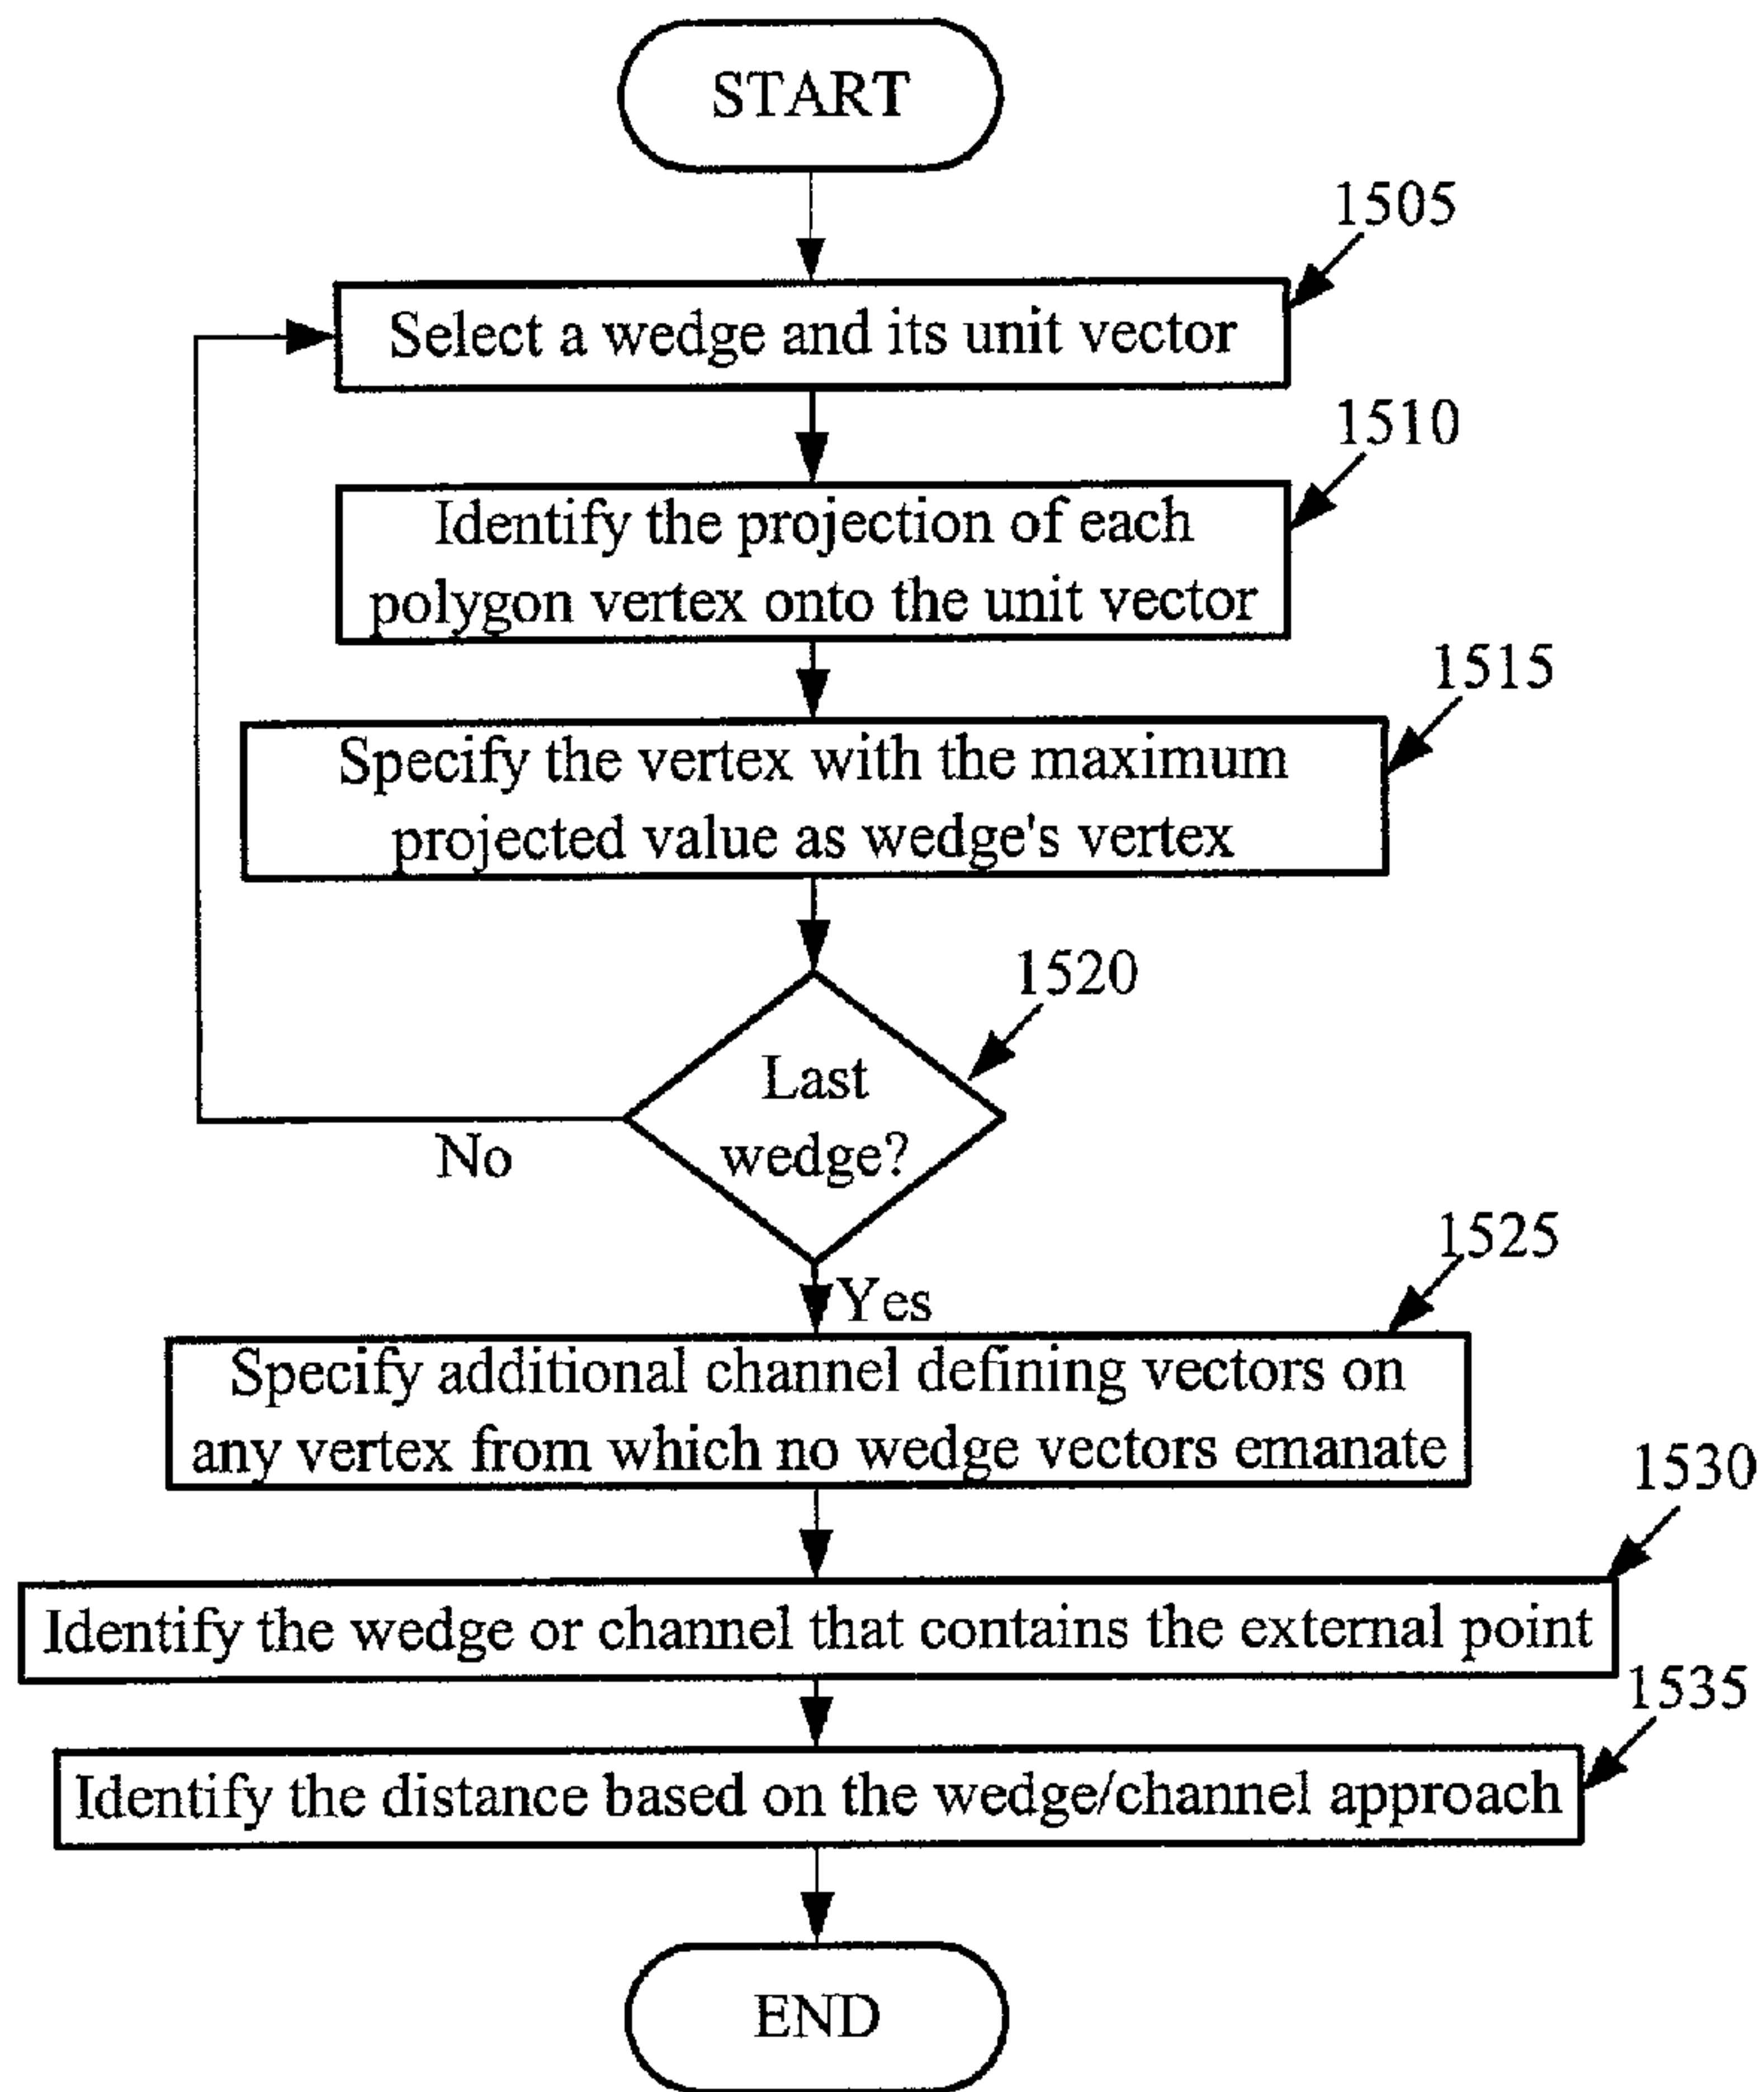 START
1505
Select a wedge and its unit vector
1510
Identify the projection of each
polygon vertex onto the unit vector
1515
Specify the vertex with the maximum
projected value as wedge's vertex
1520
Last
wedge?
No
Yes
1525
Specify additional channel defining vectors on
any vertex from which no wedge vectors emanate
1530
Identify the wedge or channel that contains the external point
1535
Identify the distance based on the wedge/channel approach
END